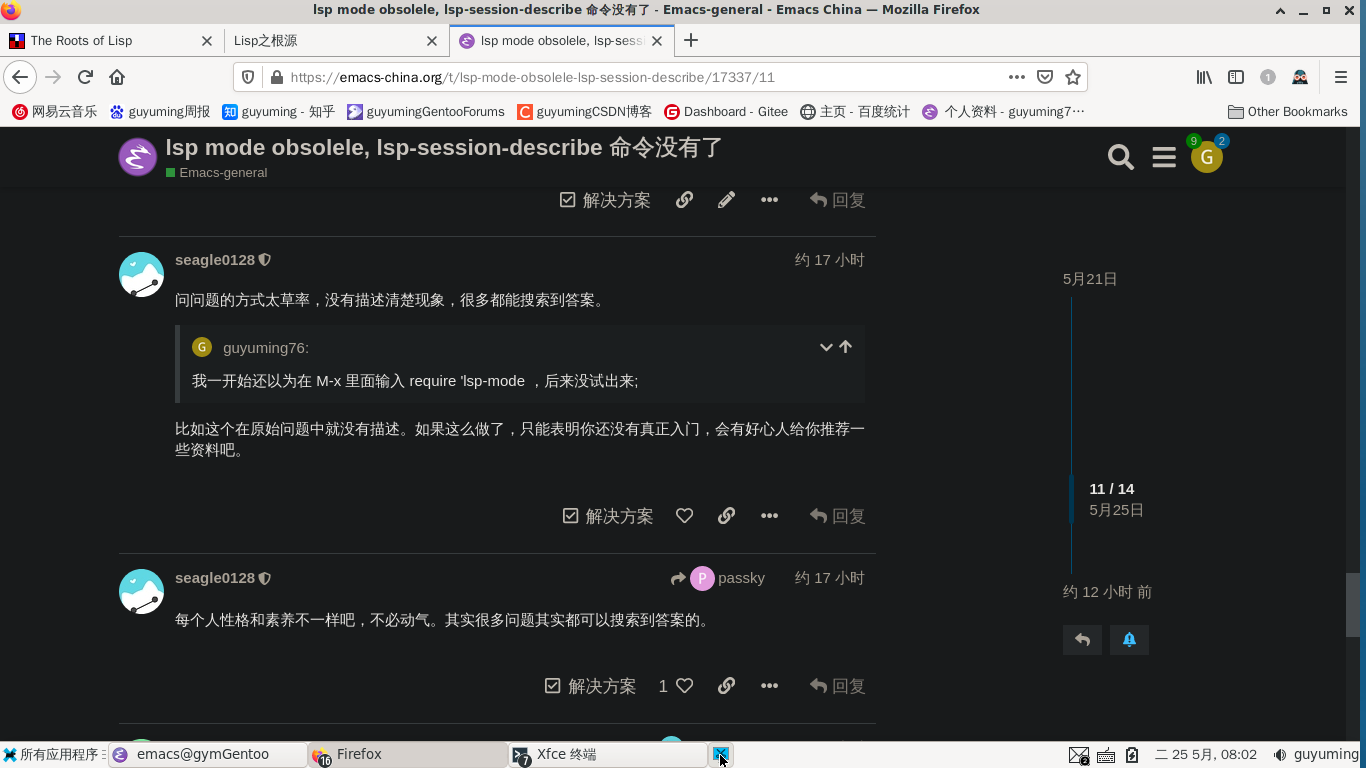 lsp mode obsolele, lsp-session-describe 命令没有了 - Emacs-general - Emacs China — Mozilla Firefox
The Roots of Lisp
Lisp之根源
lsp mode obsolele, lsp-sess
https://emacs-china.org/t/lsp-mode-obsolele-lsp-session-describe/17337/11
1
网易云音乐
guyuming周报
guyuming - 知乎
guyumingGentooForums
guyumingCSDN博客
Dashboard - Gitee
主页 - 百度统计
个人资料 - guyuming7…
Other Bookmarks
lsp mode obsolele, lsp-session-describe 命令没有了
Emacs-general
9
2
G
解决方案
回复
seagle0128
约 17 小时
问问题的方式太草率，没有描述清楚现象，很多都能搜索到答案。
G
guyuming76:
我一开始还以为在 M-x 里面输入 require 'lsp-mode ，后来没试出来;
比如这个在原始问题中就没有描述。如果这么做了，只能表明你还没有真正入门，会有好心人给你推荐一
些资料吧。
解决方案
回复
seagle0128
P
passky
约 17 小时
每个人性格和素养不一样吧，不必动气。其实很多问题其实都可以搜索到答案的。
解决方案
1
回复
5月21日
11 / 14
5月25日
约 12 小时 前
所有应用程序
emacs@gymGentoo
16
Firefox
7
Xfce 终端
2
二 25 5月, 08:02
guyuming